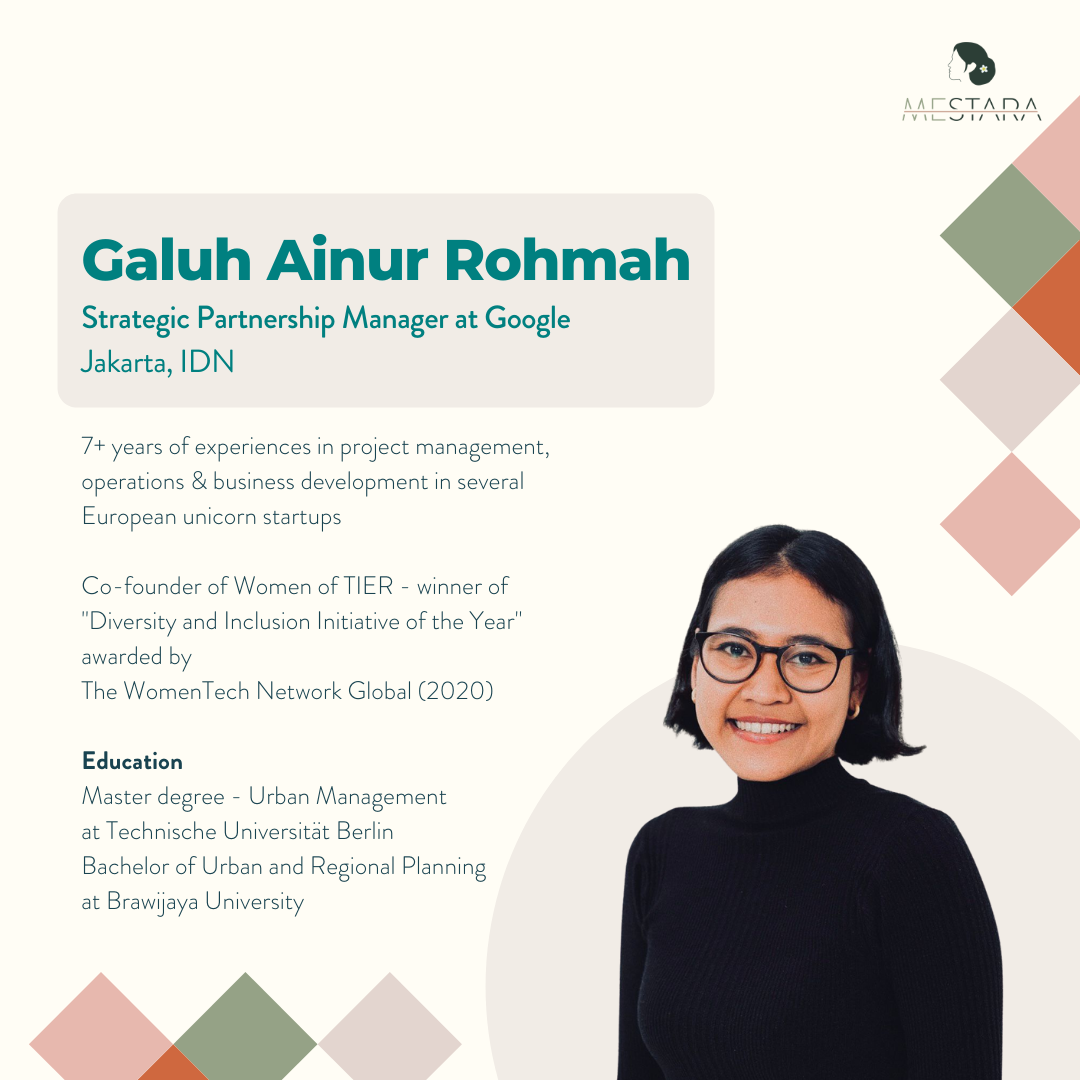 MESTARA
Galuh Ainur Rohmah
Strategic Partnership Manager at Google
Jakarta, IDN
7+ years of experiences in project management,
operations & business development in several
European unicorn startups
Co-founder of Women of TIER - winner of
"Diversity and Inclusion Initiative of the Year"
awarded by
The WomenTech Network Global (2020)
Education
Master degree - Urban Management
at Technische Universität Berlin
Bachelor of Urban and Regional Planning
at Brawijaya University